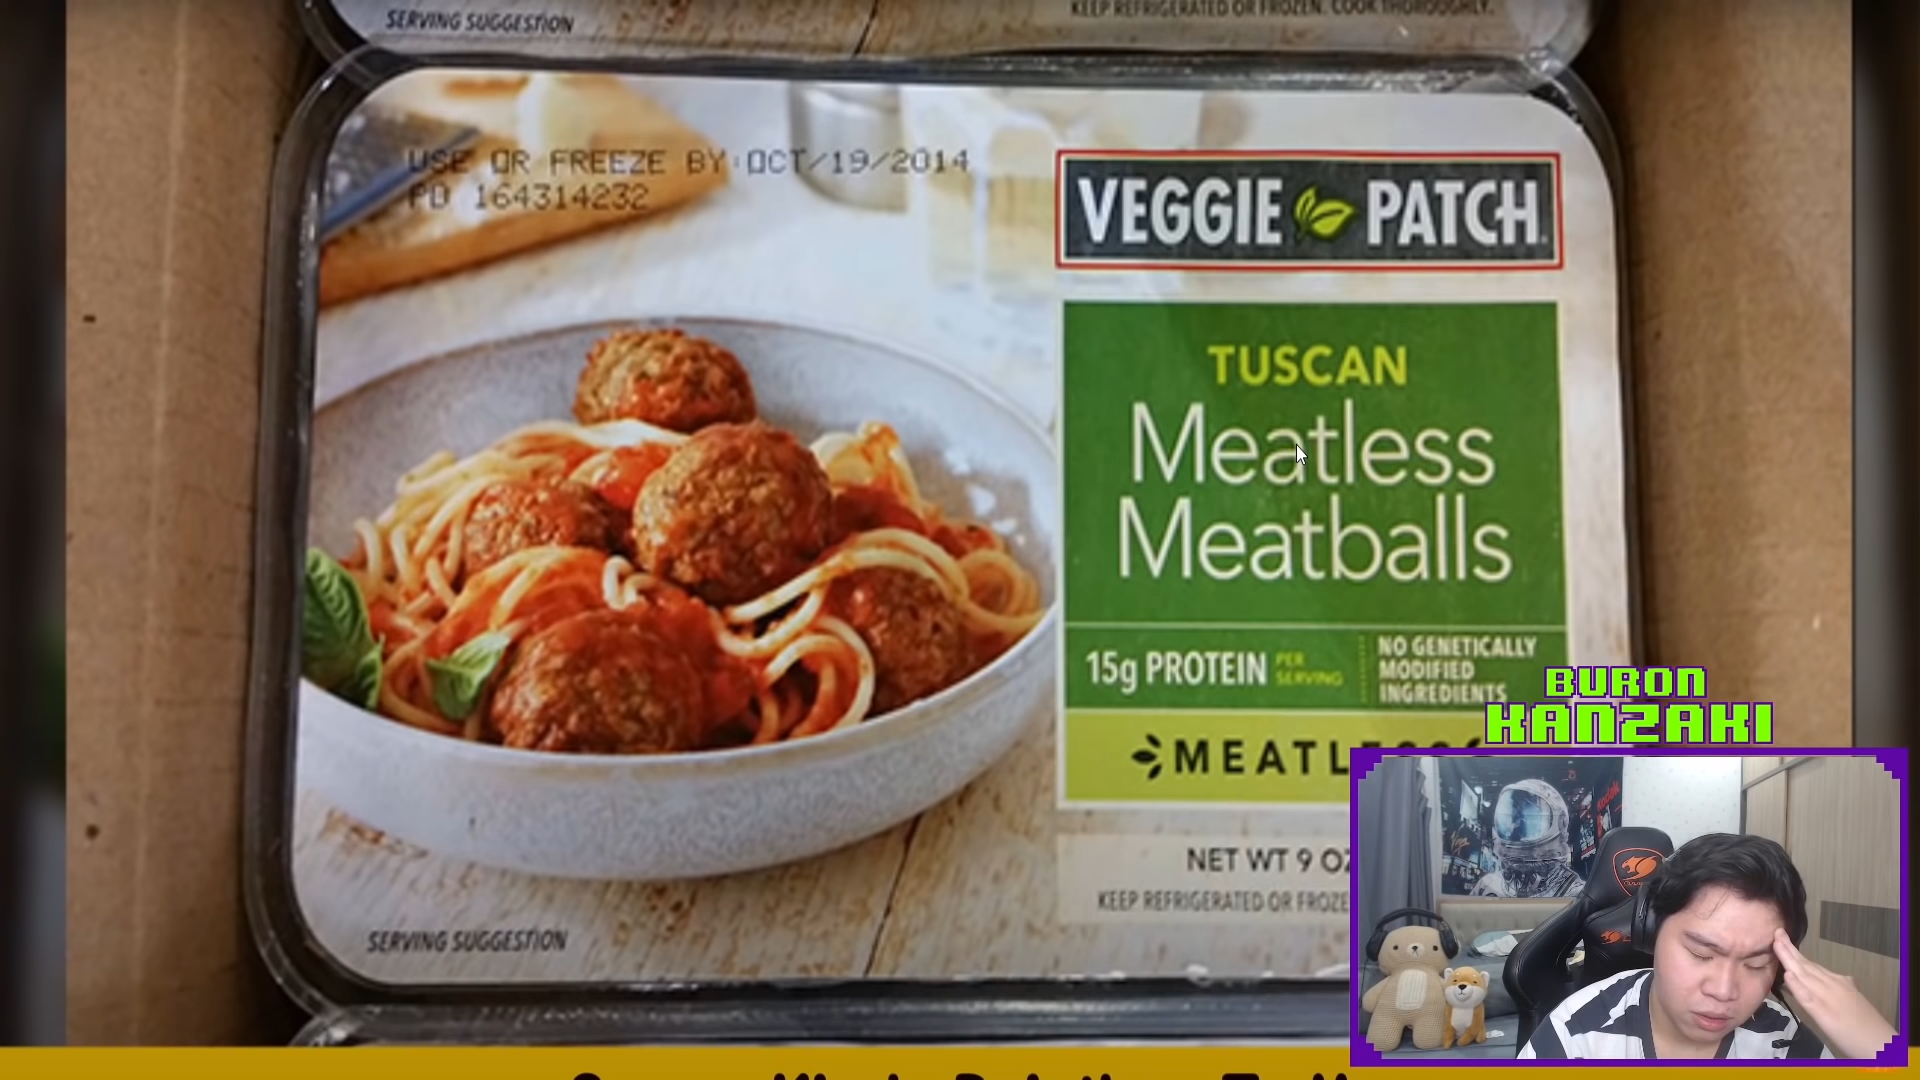 SERVING SUGGESTION
KEEP REFRIGERATED OR FROZEN. COOK THOROUGHLY.
USE OR FREEZE BY:OCT/19/2014
PD 164314232
VEGGIE PATCH
TUSCAN
Meatless
Meatballs
15g PROTEIN PER SERVING
NO GENETICALLY
MODIFIED
INGREDIENTS
NET WT 9 OZ
KEEP REFRIGERATED OR FROZE
SERVING SUGGESTION
BURON
KANZAKI